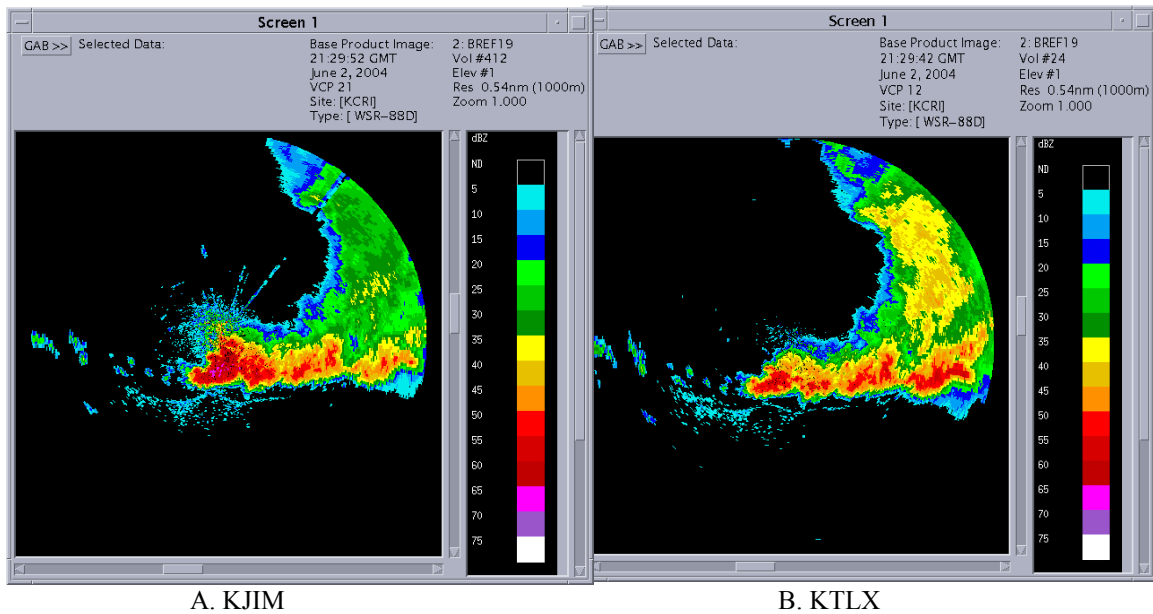 Screen 1
GAB >> Selected Data:
Base Product Image: 2: BREF19
21:29:52 GMT Vol #412
June 2, 2004 Elev #1
VCP 21 Res 0.54nm (1000m)
Site: [KCRI] Zoom 1.000
Type: [ WSR-88D]
dBZ
ND
5
10
15
20
25
30
35
40
45
50
55
60
65
70
75
A. KJIM
Screen 1
GAB >> Selected Data:
Base Product Image: 2: BREF19
21:29:42 GMT Vol #24
June 2, 2004 Elev #1
VCP 12 Res 0.54nm (1000m)
Site: [KCRI] Zoom 1.000
Type: [ WSR-88D]
dBZ
ND
5
10
15
20
25
30
35
40
45
50
55
60
65
70
75
B. KTLX